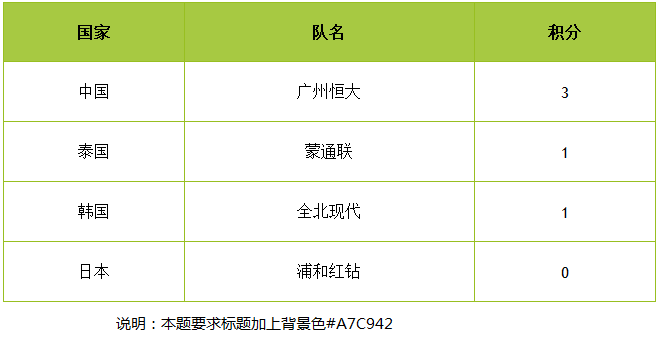 国家 队名 积分
中国 广州恒大 3
泰国 蒙通联 1
韩国 全北现代 1
日本 浦和红钻 0
说明：本题要求标题加上背景色#A7C942